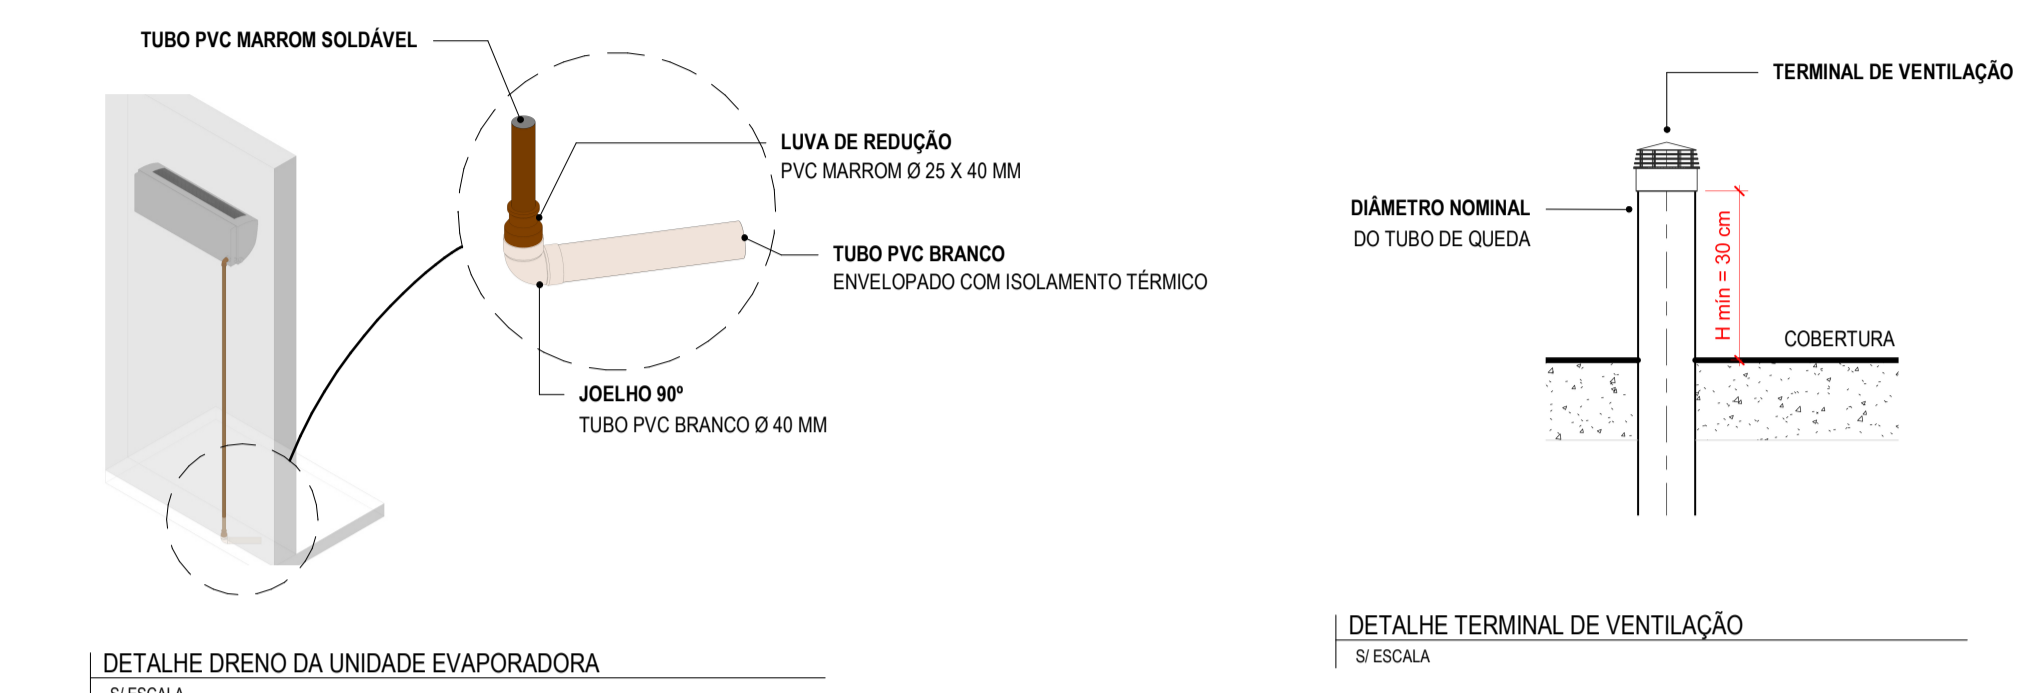 TUBO PVC MARROM SOLDÁVEL
LUVA DE REDUÇÃO
PVC MARROM Ø 25 X 40 MM
TUBO PVC BRANCO
ENVELOPADO COM ISOLAMENTO TÉRMICO
JOELHO 90º
TUBO PVC BRANCO Ø 40 MM
DETALHE DRENO DA UNIDADE EVAPORADORA
S/ ESCALA
TERMINAL DE VENTILAÇÃO
DIÂMETRO NOMINAL
DO TUBO DE QUEDA
H mín = 30 cm
COBERTURA
DETALHE TERMINAL DE VENTILAÇÃO
S/ ESCALA